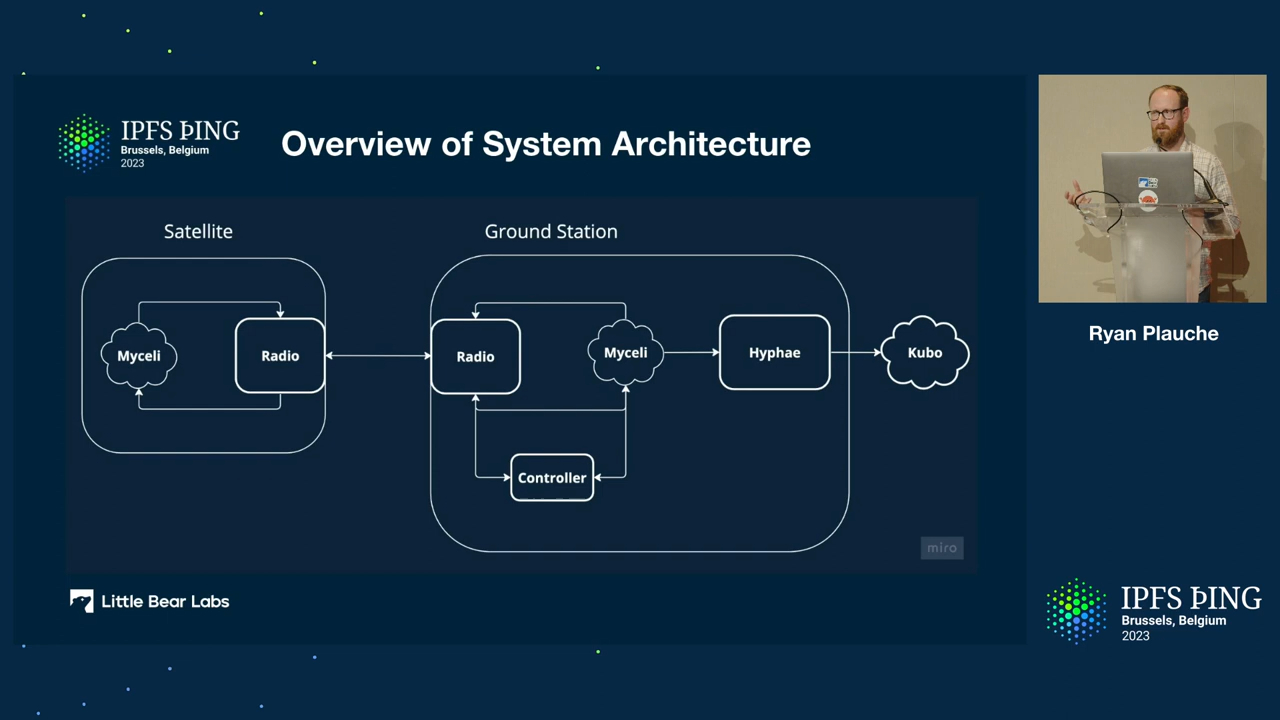 IPFS ÞING
Brussels, Belgium
2023
Overview of System Architecture
Satellite
Ground Station
Myceli
Radio
Radio
Myceli
Hyphae
Kubo
Controller
miro
Little Bear Labs
Ryan Plauche
IPFS ÞING
Brussels, Belgium
2023